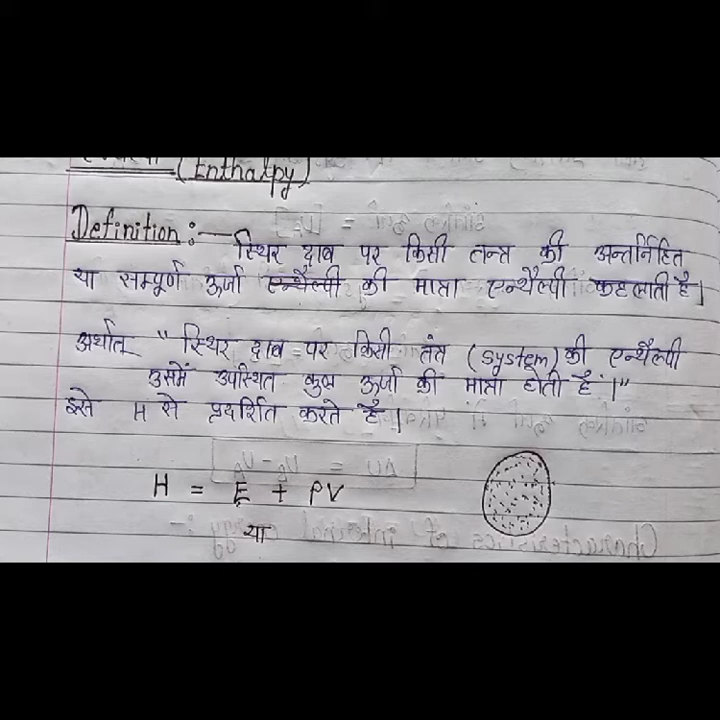 (Enthalpy)
Definition :—
स्थिर दाब पर किसी तन्त्र की अन्तर्निहित
या सम्पूर्ण ऊर्जा एन्थैल्पी की मात्रा एन्थैल्पी कहलाती है।
अर्थात् " स्थिर दाब पर किसी तंत्र (System) की एन्थैल्पी
उसमें उपस्थित कुल ऊर्जा की मात्रा होती है ।"
इसे H से प्रदर्शित करते है।
H = E + PV
या